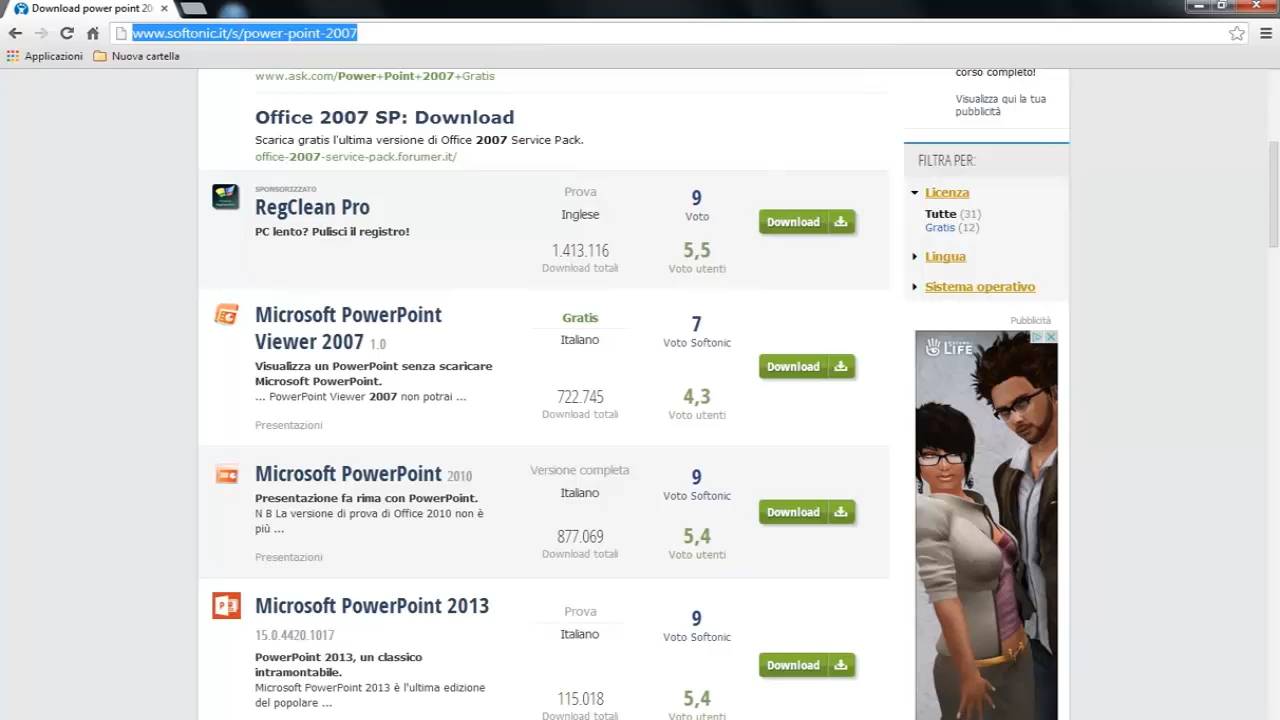 Download power point 20
www.softonic.it/s/power-point-2007
Applicazioni
Nuova cartella
www.ask.com/Power+Point+2007+Gratis
Office 2007 SP: Download
Scarica gratis l'ultima versione di Office 2007 Service Pack.
office-2007-service-pack.forumer.it/
SPONSORIZZATO
RegClean Pro
PC lento? Pulisci il registro!
Prova
Inglese
1.413.116
Download totali
9
Voto
5,5
Voto utenti
Download
Microsoft PowerPoint
Viewer 2007 1.0
Visualizza un PowerPoint senza scaricare
Microsoft PowerPoint.
... PowerPoint Viewer 2007 non potrai ...
Presentazioni
Gratis
Italiano
722.745
Download totali
7
Voto Softonic
4,3
Voto utenti
Download
Microsoft PowerPoint 2010
Presentazione fa rima con PowerPoint.
N B La versione di prova di Office 2010 non è
più ...
Presentazioni
Versione completa
Italiano
877.069
Download totali
9
Voto Softonic
5,4
Voto utenti
Download
Microsoft PowerPoint 2013
15.0.4420.1017
PowerPoint 2013, un classico
intramontabile.
Microsoft PowerPoint 2013 è l'ultima edizione
del popolare ...
Prova
Italiano
115.018
Download totali
9
Voto Softonic
5,4
Voto utenti
Download
corso completo!
Visualizza qui la tua
pubblicità
FILTRA PER:
Licenza
Tutte (31)
Gratis (12)
Lingua
Sistema operativo
Pubblicità
LIFE